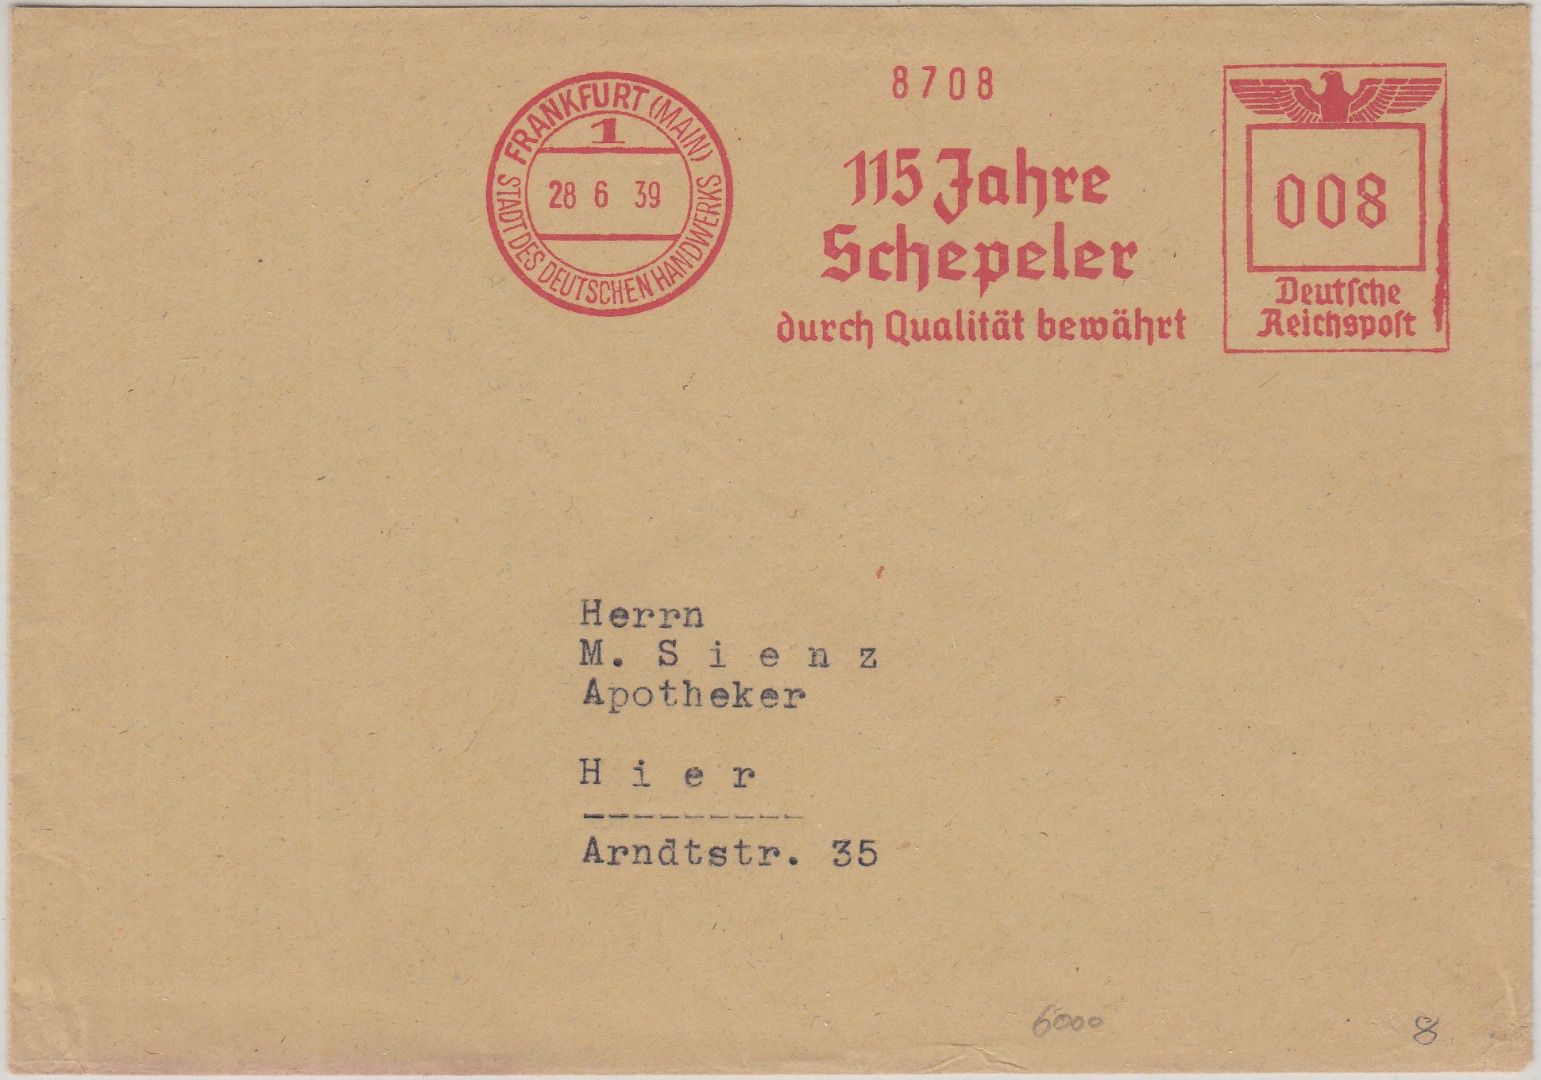 FRANKFURT (MAIN)
1
28 6 39
STADT DES DEUTSCHEN HANDWERKS
8708
115 Jahre
Schepeler
durch Qualität bewährt
008
Deutsche
Reichspost
Herrn
M. S i e n z
Apotheker
H i e r
---------
Arndtstr. 35
6000
8